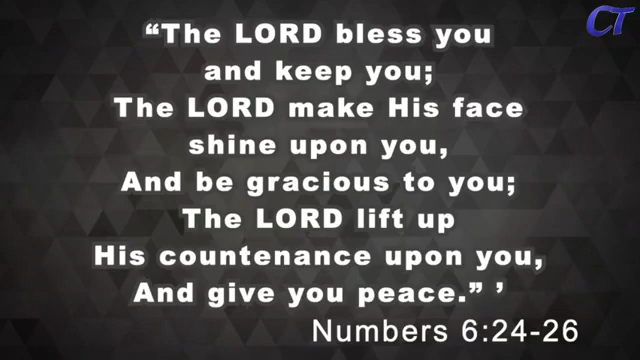 CT
“The LORD bless you
and keep you;
The LORD make His face
shine upon you,
And be gracious to you;
The LORD lift up
His countenance upon you,
And give you peace.” ’
Numbers 6:24-26